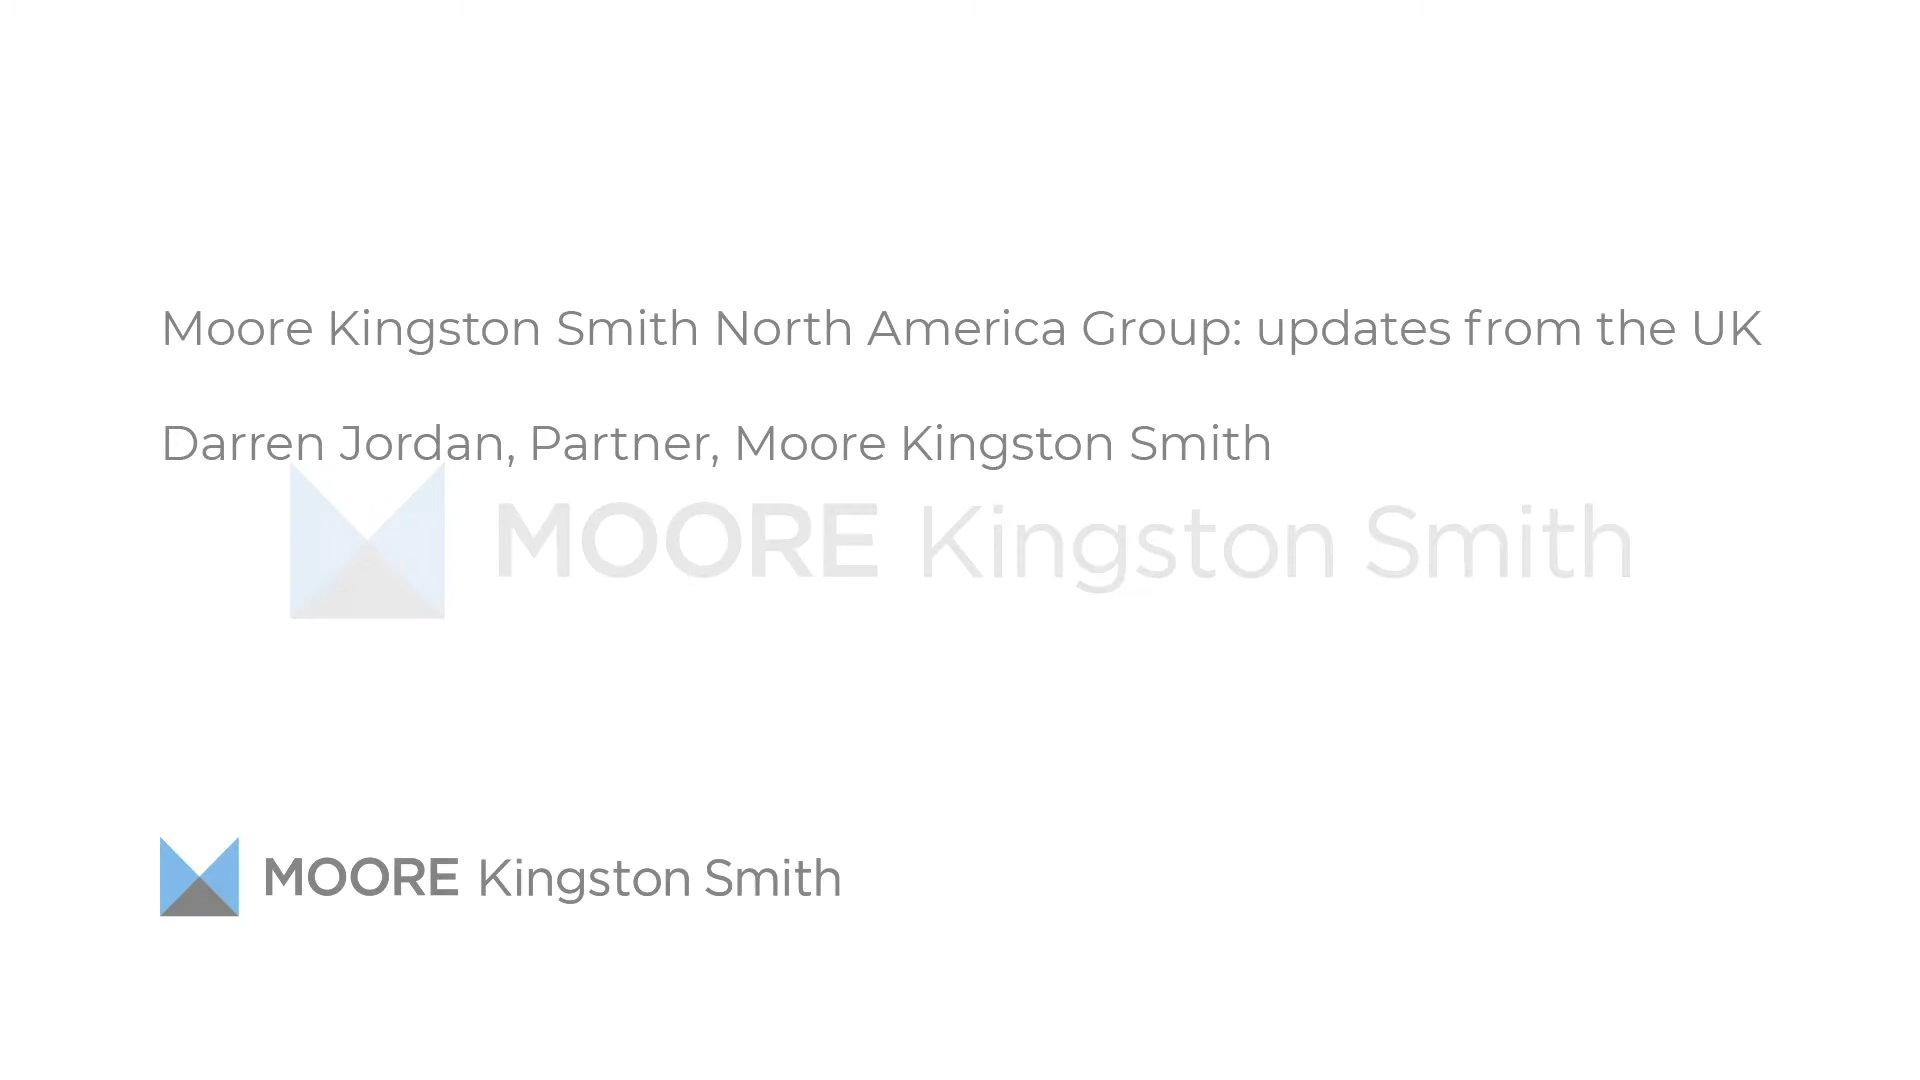 Moore Kingston Smith North America Group: updates from the UK
Darren Jordan, Partner, Moore Kingston Smith
MOORE Kingston Smith
MOORE Kingston Smith